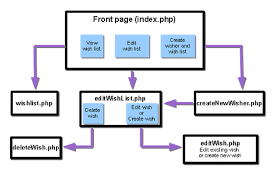 Front page (index.php)
View
wish list
Edit
wish list
Create
wisher and
wish list
wishlist.php
editWishList.php
createNewWisher.php
Delete
wish
Edit wish
or
Create wish
deleteWish.php
editWish.php
Edit existing wish
or create new wish